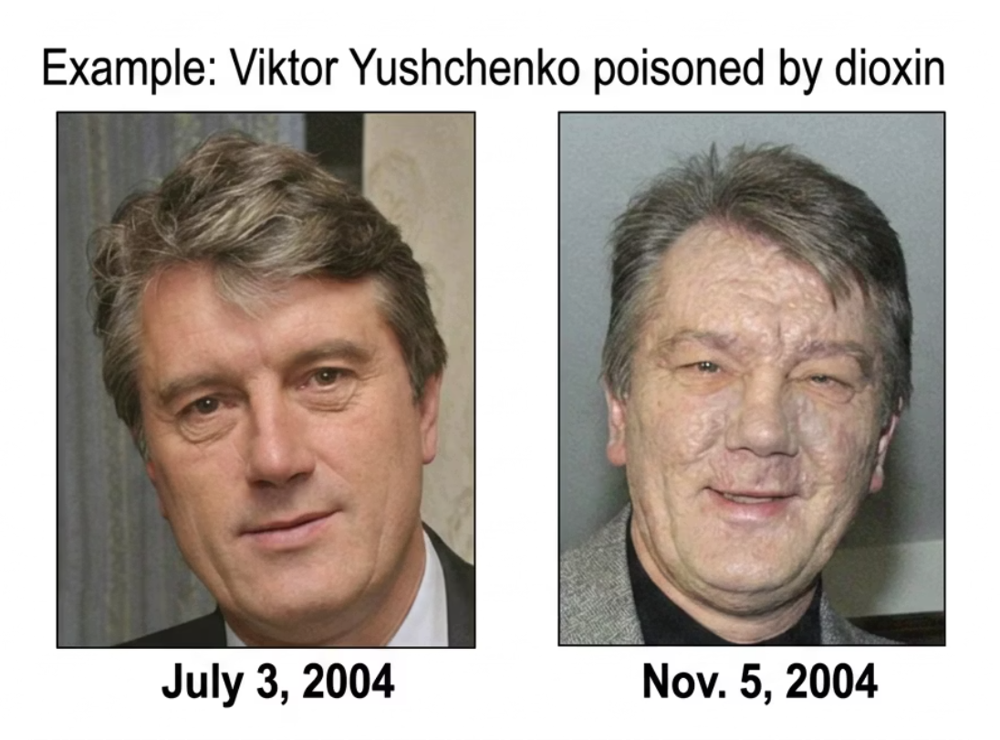 Example: Viktor Yushchenko poisoned by dioxin
July 3, 2004
Nov. 5, 2004